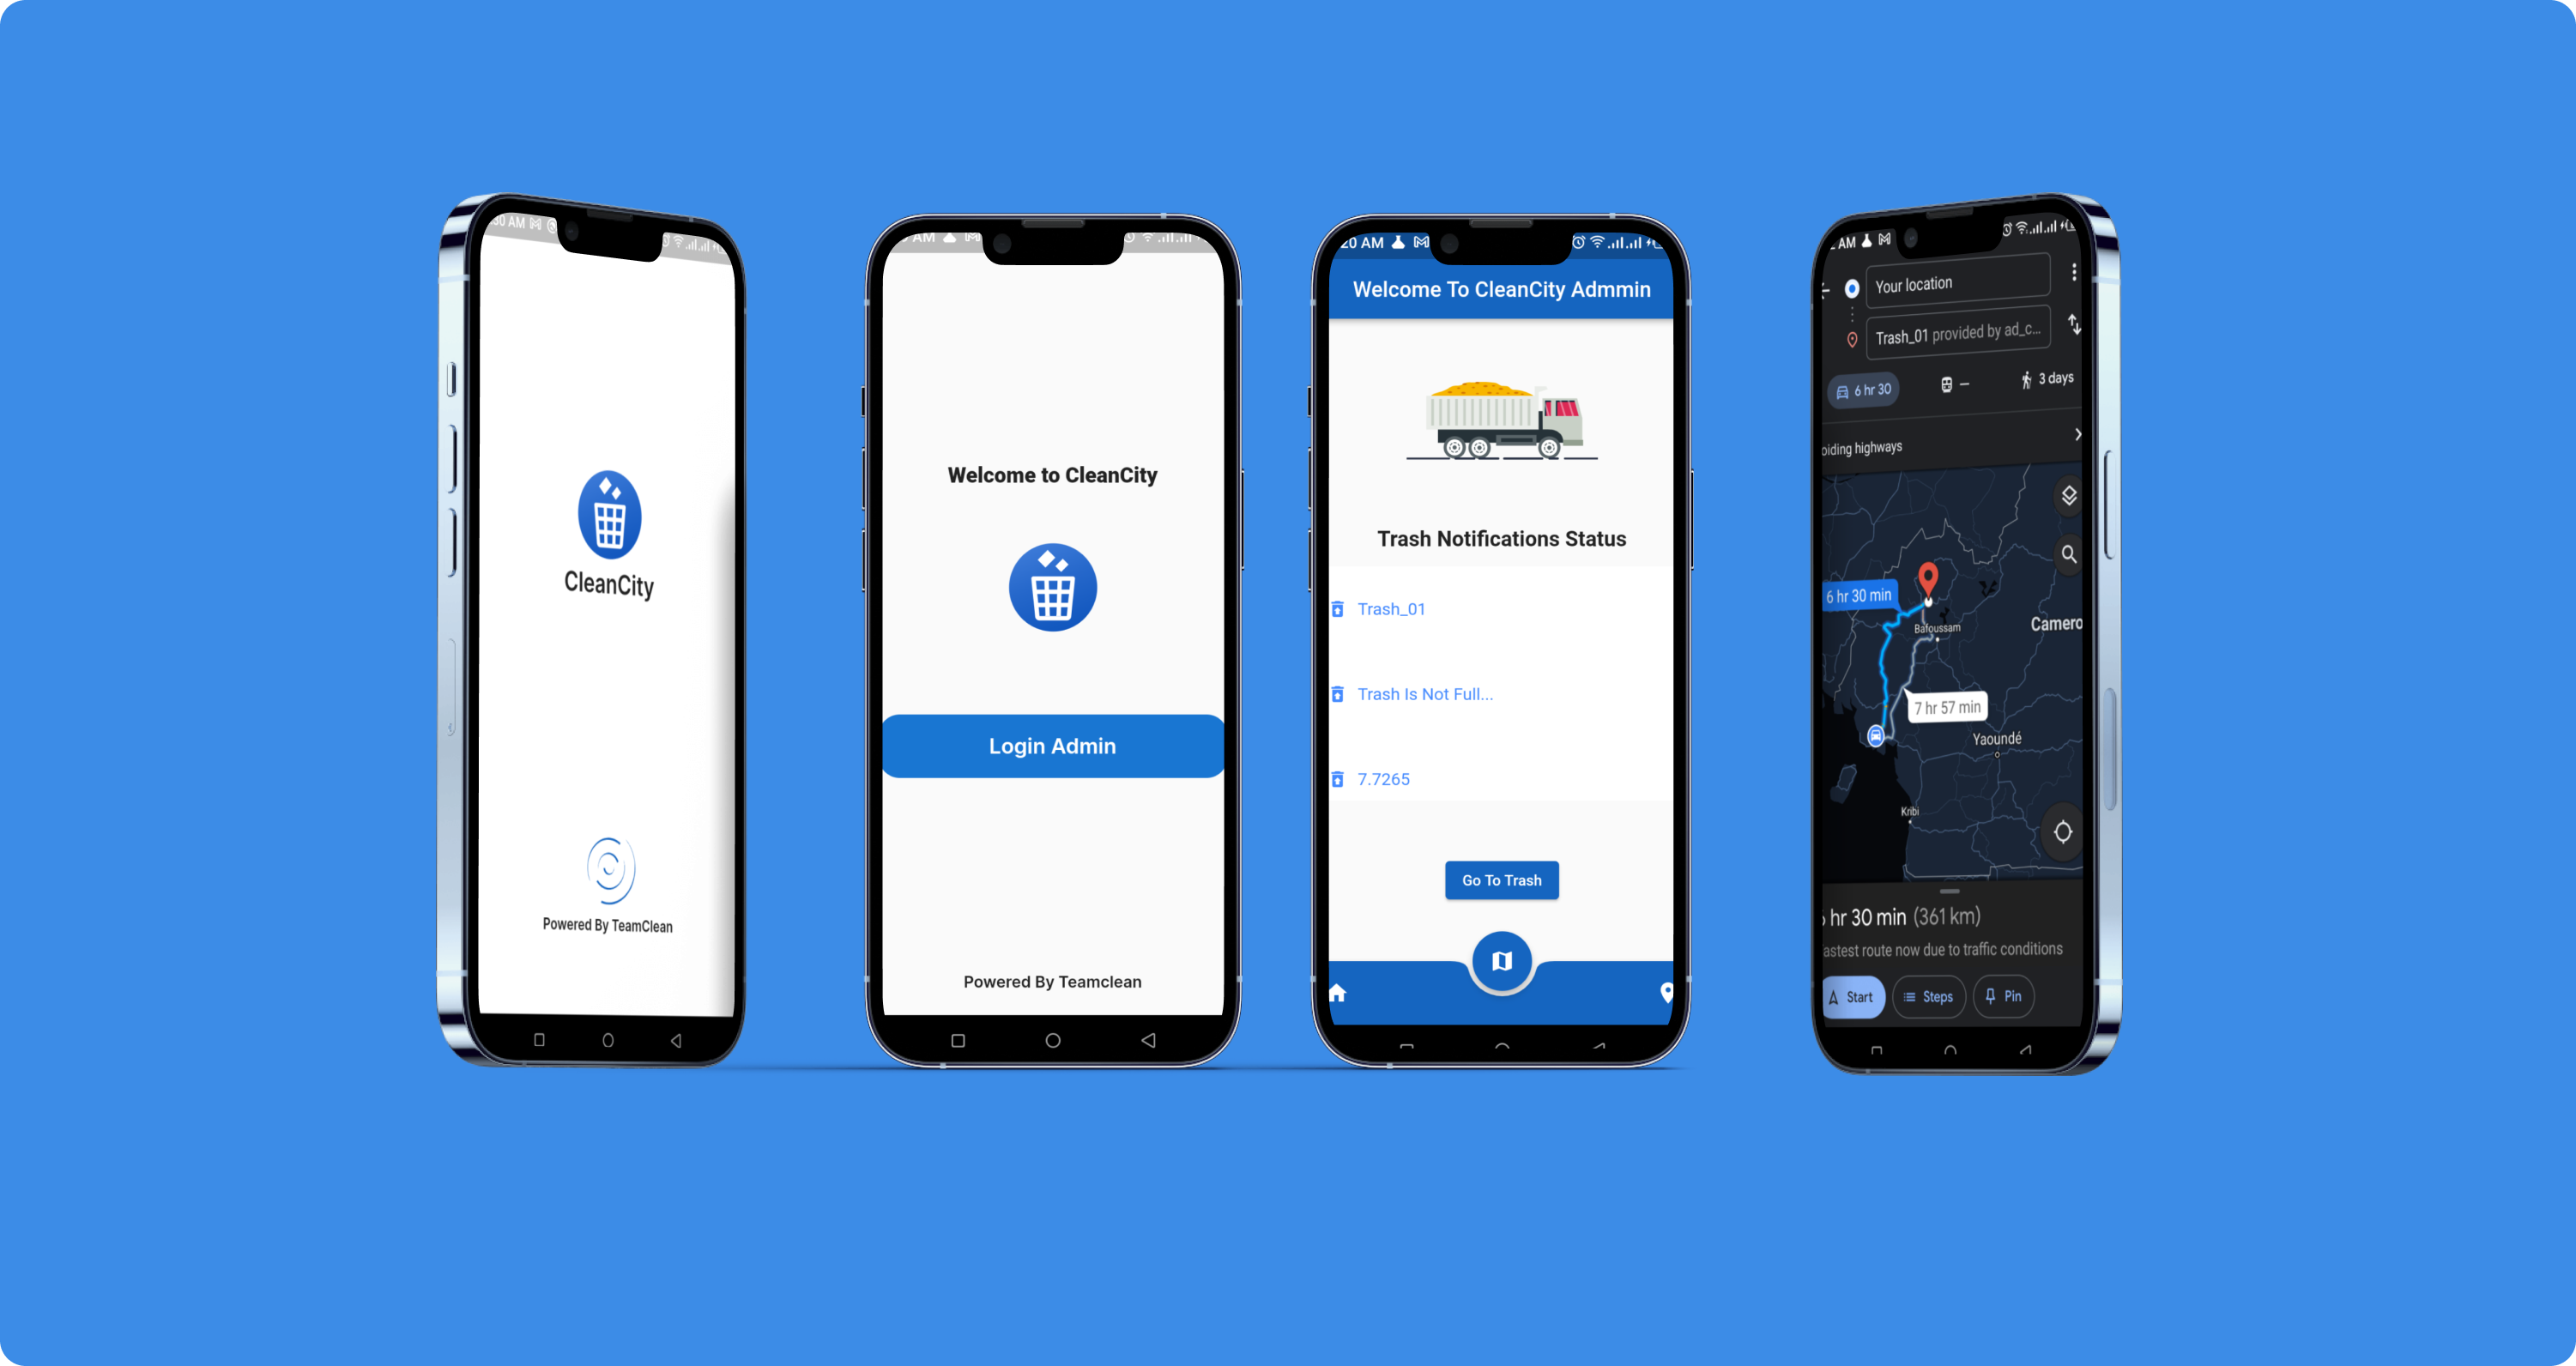 30 AM
CleanCity
Powered By TeamClean
AM
Welcome to CleanCity
Login Admin
Powered By Teamclean
20 AM
Welcome To CleanCity Admmin
Trash Notifications Status
Trash_01
Trash Is Not Full...
7.7265
Go To Trash
AM
Your location
Trash_01 provided by ad_c...
6 hr 30
3 days
oiding highways
6 hr 30 min
Bafoussam
Camero
7 hr 57 min
Yaoundé
Kribi
hr 30 min (361 km)
astest route now due to traffic conditions
Start
Steps
Pin